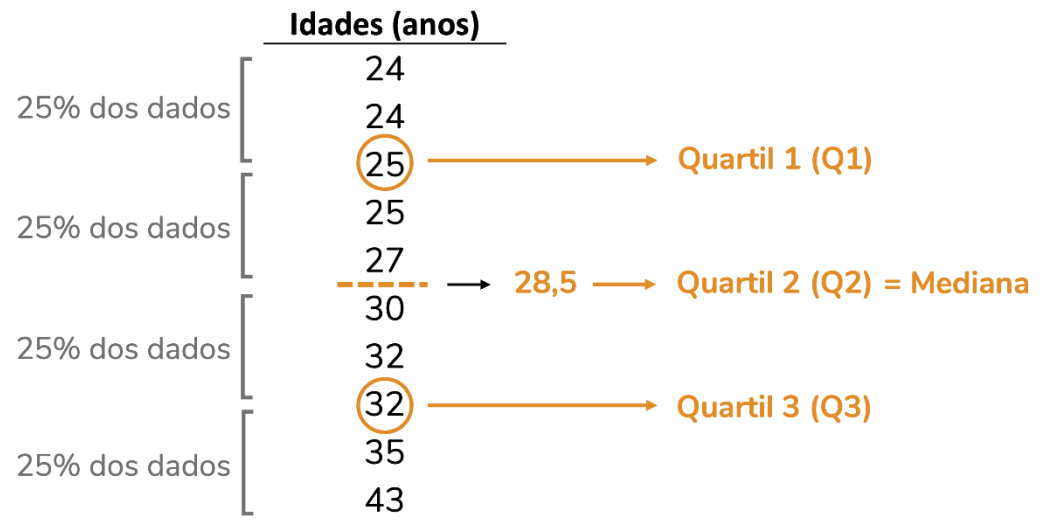 Idades (anos)
24
25% dos dados
24
25 Quartil 1 (Q1)
25
25% dos dados
27
28,5 Quartil 2 (Q2) = Mediana
30
25% dos dados
32
32 Quartil 3 (Q3)
35
25% dos dados
43